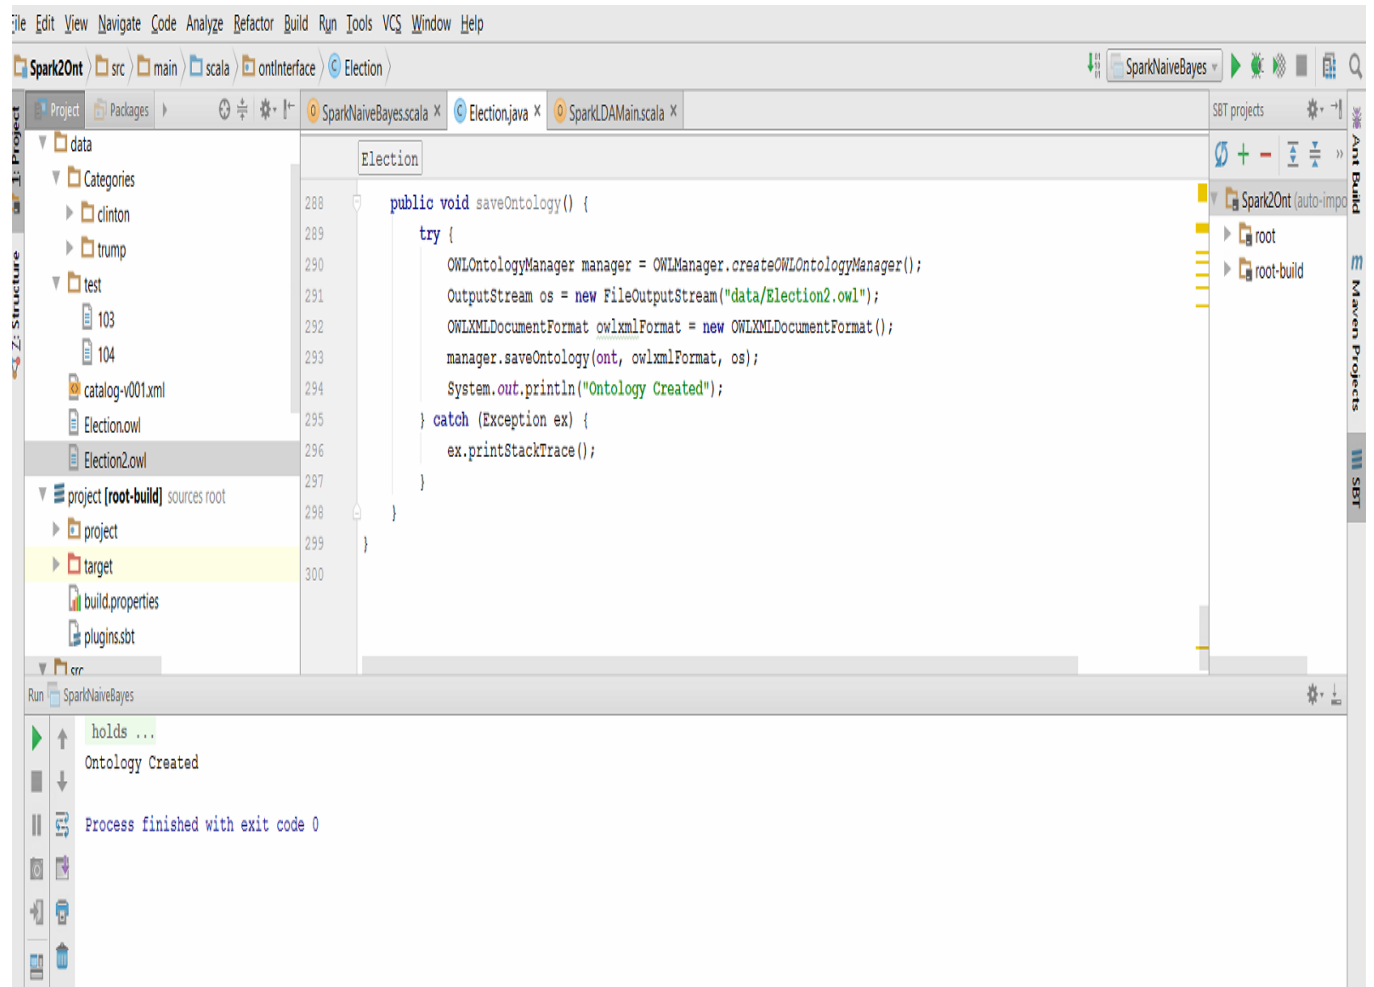 File Edit View Navigate Code Analyze Refactor Build Run Tools VCS Window Help
Spark2Ont src main scala ontInterface Election SparkNaiveBayes
1: Project
Z: Structure
Project Packages
data
Categories
clinton
trump
test
103
104
catalog-v001.xml
Election.owl
Election2.owl
project [root-build] sources root
project
target
build.properties
plugins.sbt
src
SparkNaiveBayes.scala Election.java SparkLDAMain.scala
Election
288 public void saveOntology() {
289 try {
290 OWLOntologyManager manager = OWLManager.createOWLOntologyManager();
291 OutputStream os = new FileOutputStream("data/Election2.owl");
292 OWLXMLDocumentFormat owlxmlFormat = new OWLXMLDocumentFormat();
293 manager.saveOntology(ont, owlxmlFormat, os);
294 System.out.println("Ontology Created");
295 } catch (Exception ex) {
296 ex.printStackTrace();
297 }
298 }
299 }
300
SBT projects
Spark2Ont (auto-impo
root
root-build
Ant Build
Maven Projects
SBT
Run SparkNaiveBayes
holds ...
Ontology Created
Process finished with exit code 0